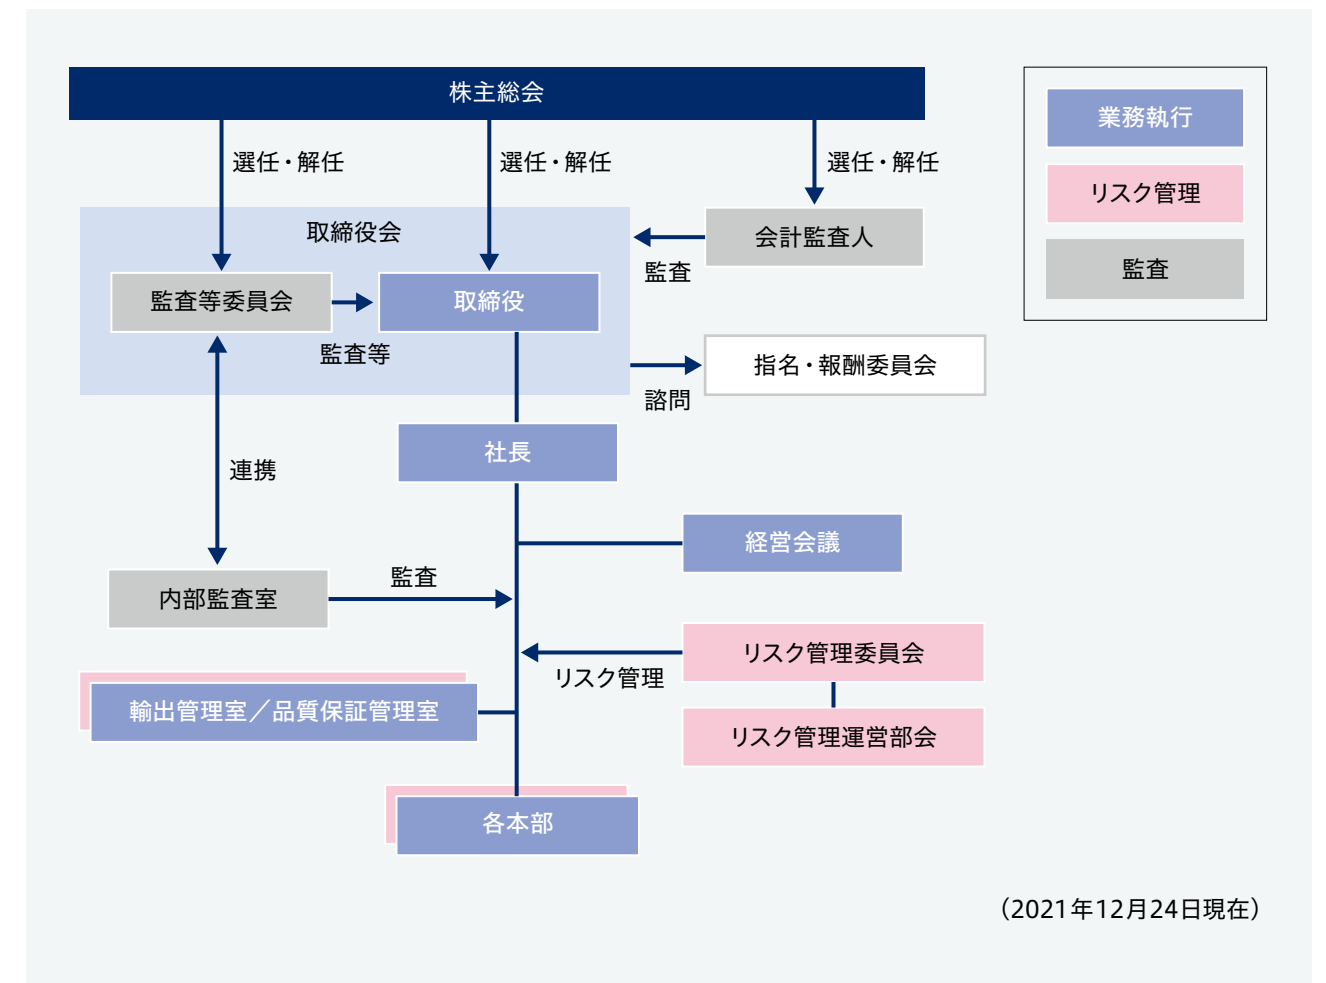 株主総会
業務執行
選任・解任
選任・解任
選任・解任
リスク管理
取締役会
会計監査人
監査
監査
監査等委員会
取締役
監査等
指名・報酬委員会
諮問
社長
連携
経営会議
監査
内部監査室
リスク管理委員会
リスク管理
輸出管理室／品質保証管理室
リスク管理運営部会
各本部
（2021年12月24日現在）